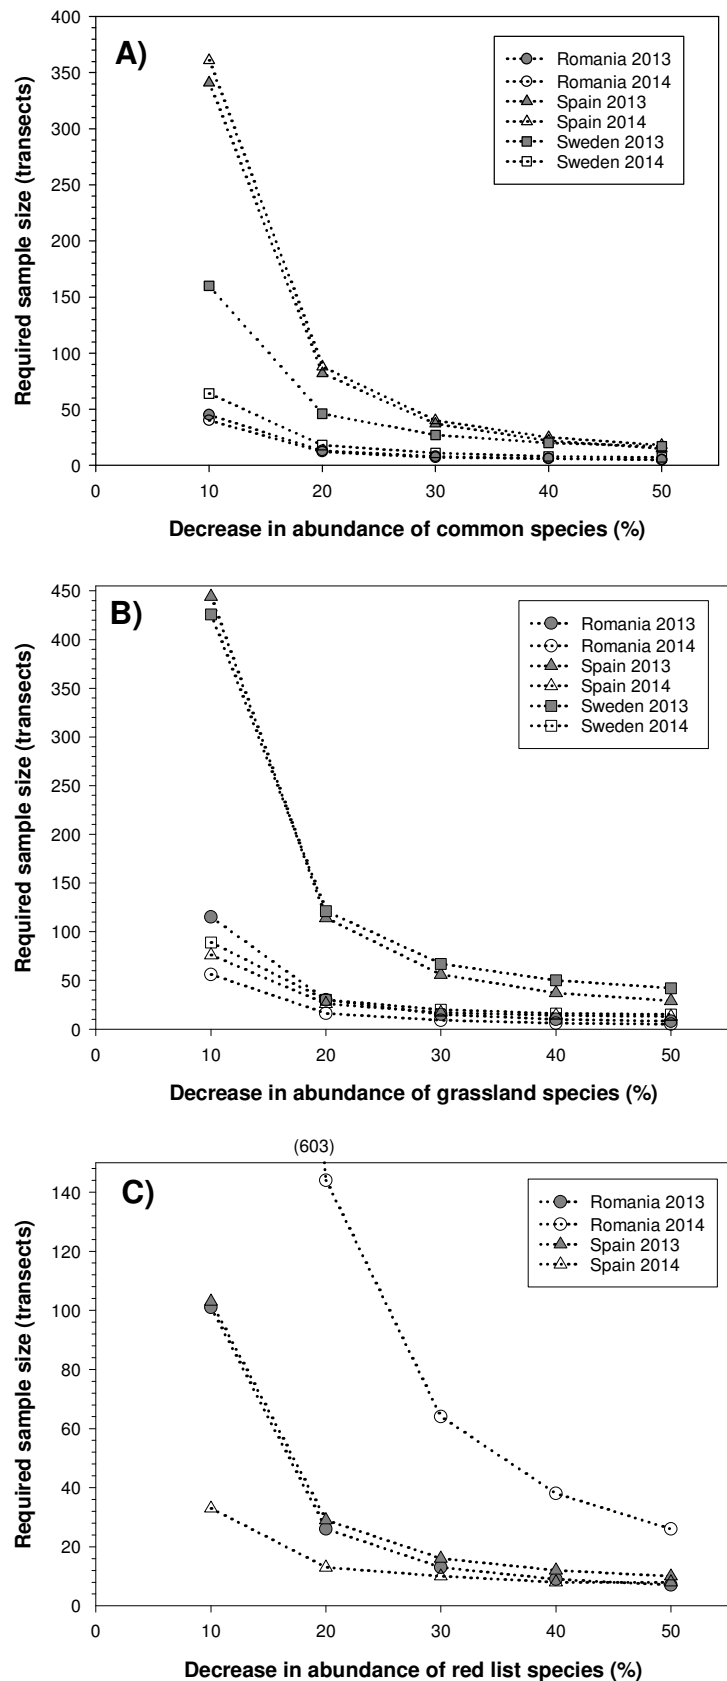 A)
Required sample size (transects)
400
350
300
250
200
150
100
50
0
0 10 20 30 40 50
Decrease in abundance of common species (%)
Romania 2013
Romania 2014
Spain 2013
Spain 2014
Sweden 2013
Sweden 2014
B)
Required sample size (transects)
450
400
350
300
250
200
150
100
50
0
0 10 20 30 40 50
Decrease in abundance of grassland species (%)
Romania 2013
Romania 2014
Spain 2013
Spain 2014
Sweden 2013
Sweden 2014
(603)
C)
Required sample size (transects)
140
120
100
80
60
40
20
0
0 10 20 30 40 50
Decrease in abundance of red list species (%)
Romania 2013
Romania 2014
Spain 2013
Spain 2014